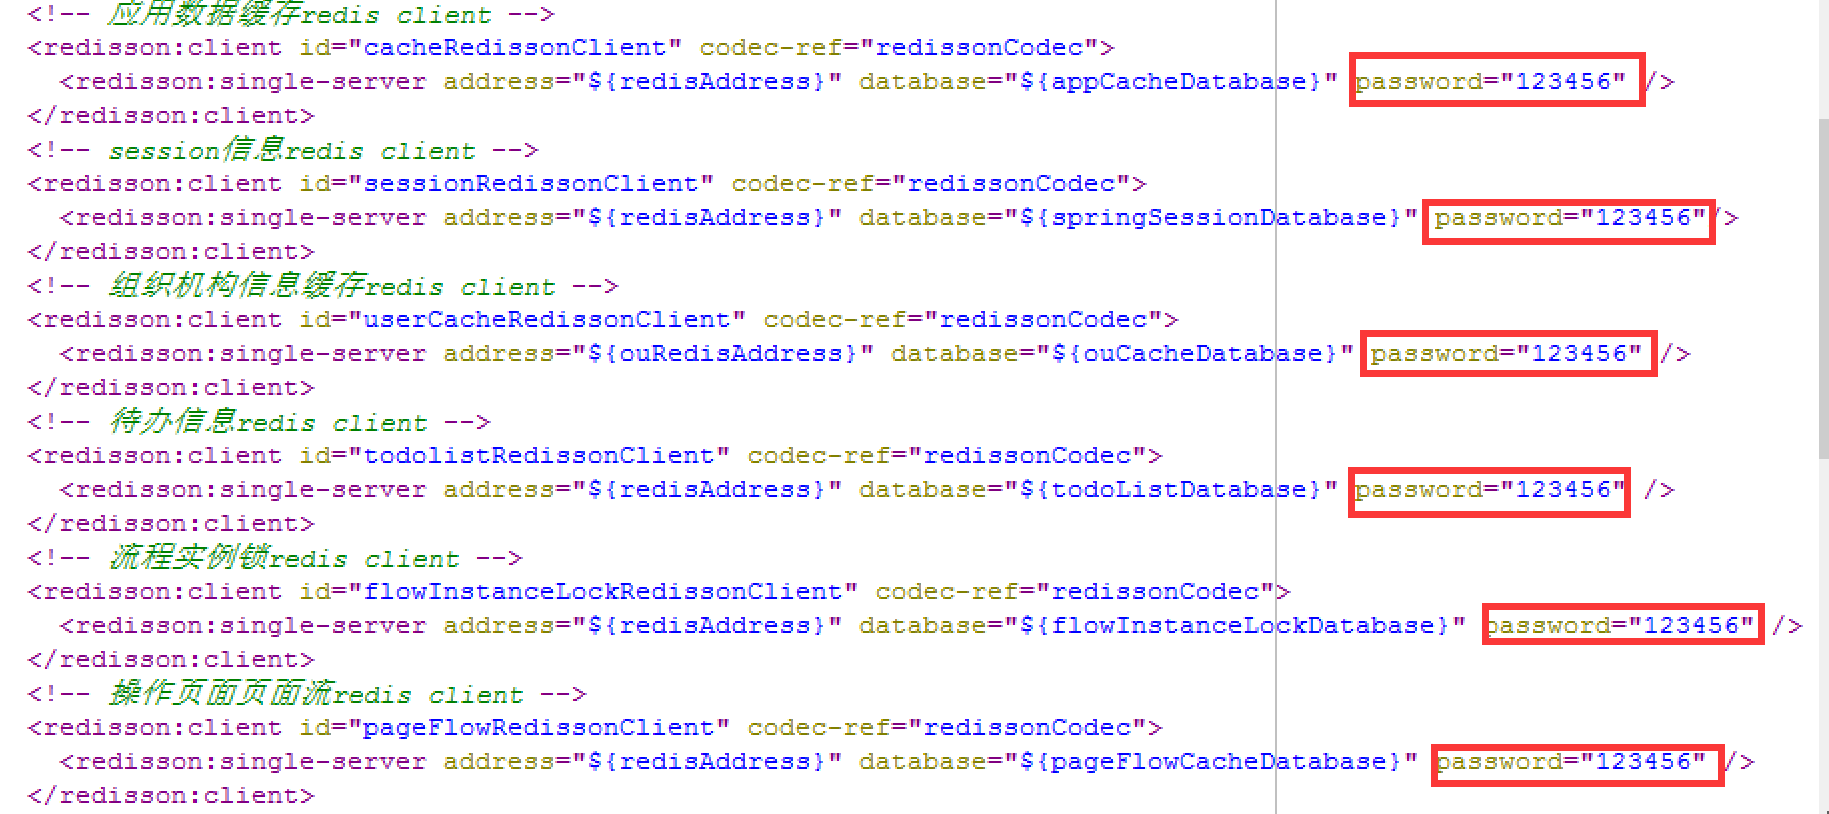 <!-- 应用数据缓存redis client -->
<redisson:client id="cacheRedissonClient" codec-ref="redissonCodec">
  <redisson:single-server address="${redisAddress}" database="${appCacheDatabase}" password="123456" />
</redisson:client>
<!-- session信息redis client -->
<redisson:client id="sessionRedissonClient" codec-ref="redissonCodec">
  <redisson:single-server address="${redisAddress}" database="${springSessionDatabase}" password="123456"/>
</redisson:client>
<!-- 组织机构信息缓存redis client -->
<redisson:client id="userCacheRedissonClient" codec-ref="redissonCodec">
  <redisson:single-server address="${ouRedisAddress}" database="${ouCacheDatabase}" password="123456" />
</redisson:client>
<!-- 待办信息redis client -->
<redisson:client id="todolistRedissonClient" codec-ref="redissonCodec">
  <redisson:single-server address="${redisAddress}" database="${todoListDatabase}" password="123456" />
</redisson:client>
<!-- 流程实例锁redis client -->
<redisson:client id="flowInstanceLockRedissonClient" codec-ref="redissonCodec">
  <redisson:single-server address="${redisAddress}" database="${flowInstanceLockDatabase}" password="123456" />
</redisson:client>
<!-- 操作页面页面流redis client -->
<redisson:client id="pageFlowRedissonClient" codec-ref="redissonCodec">
  <redisson:single-server address="${redisAddress}" database="${pageFlowCacheDatabase}" password="123456" />
</redisson:client>